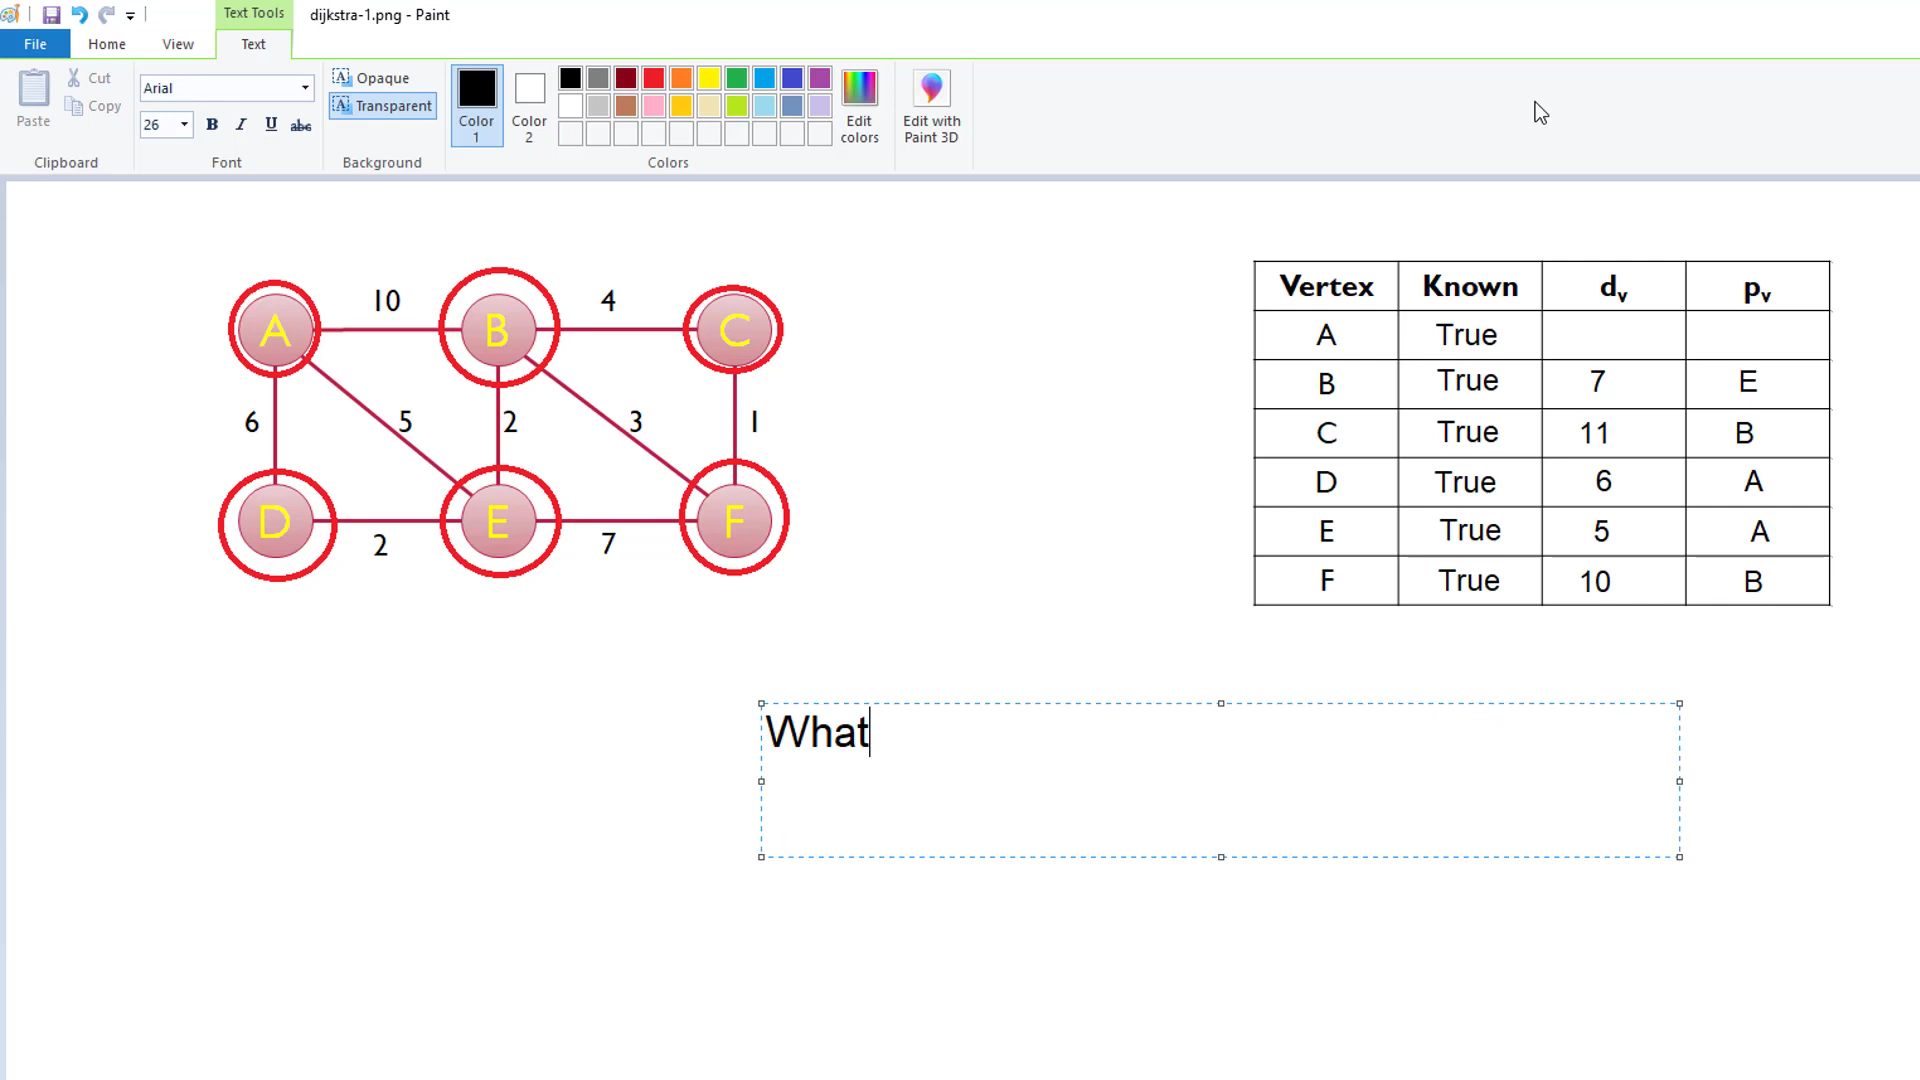 Text Tools
dijkstra-1.png - Paint
File
Home
View
Text
Paste
Cut
Copy
Clipboard
Arial
26
B I U abc
Font
A Opaque
A Transparent
Background
Color 1
Color 2
Colors
Edit colors
Edit with Paint 3D
10
4
A
B
C
6
5
2
3
1
D
E
F
2
7
Vertex Known dv pv
A True
B True 7 E
C True 11 B
D True 6 A
E True 5 A
F True 10 B
What